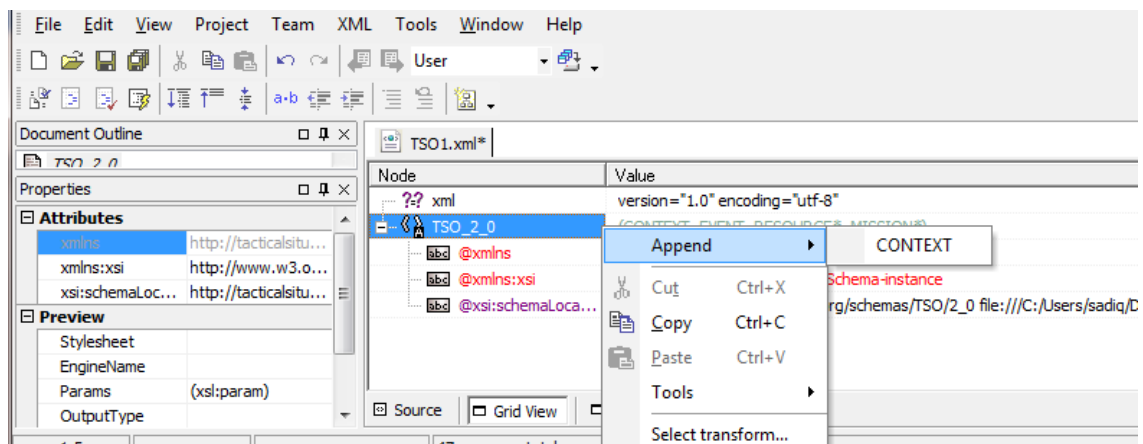 File Edit View Project Team XML Tools Window Help
User
a·b
Document Outline
TSO_2_0
TSO1.xml*
Properties
Node Value
?=? xml version="1.0" encoding="utf-8"
Attributes
TSO_2_0 (CONTEXT, EVENT, RESOURCE*, MISSION*)
xmlns http://tacticalsitu...
Append CONTEXT
abc @xmlns
xmlns:xsi http://www.w3.o...
abc @xmlns:xsi Schema-instance
xsi:schemaLoc... http://tacticalsitu...
Cut Ctrl+X
abc @xsi:schemaLoca... rg/schemas/TSO/2_0 file:///C:/Users/sadiq/D
Preview
Copy Ctrl+C
Stylesheet
EngineName
Paste Ctrl+V
Params (xsl:param)
Tools
OutputType
Source Grid View
Select transform...